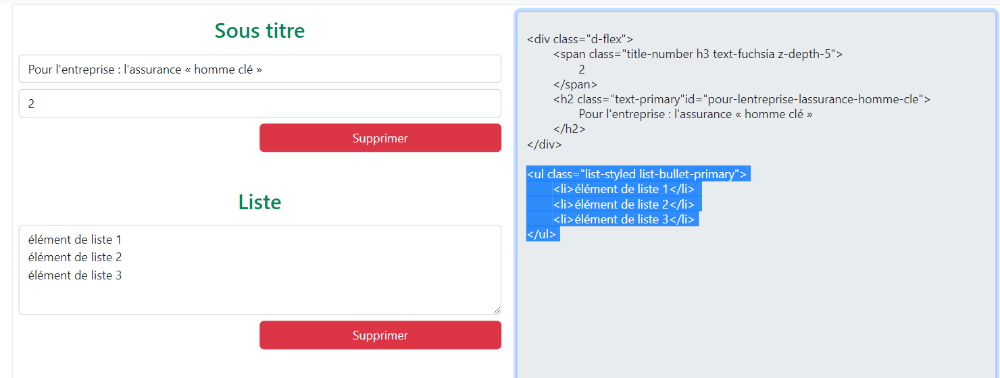 Sous titre
Pour l'entreprise : l'assurance « homme clé »
2
Supprimer
Liste
élément de liste 1
élément de liste 2
élément de liste 3
Supprimer
<div class="d-flex">
<span class="title-number h3 text-fuchsia z-depth-5">
2
</span>
<h2 class="text-primary"id="pour-lentreprise-lassurance-homme-cle">
Pour l'entreprise : l'assurance « homme clé »
</h2>
</div>
<ul class="list-styled list-bullet-primary">
<li>élément de liste 1</li>
<li>élément de liste 2</li>
<li>élément de liste 3</li>
</ul>